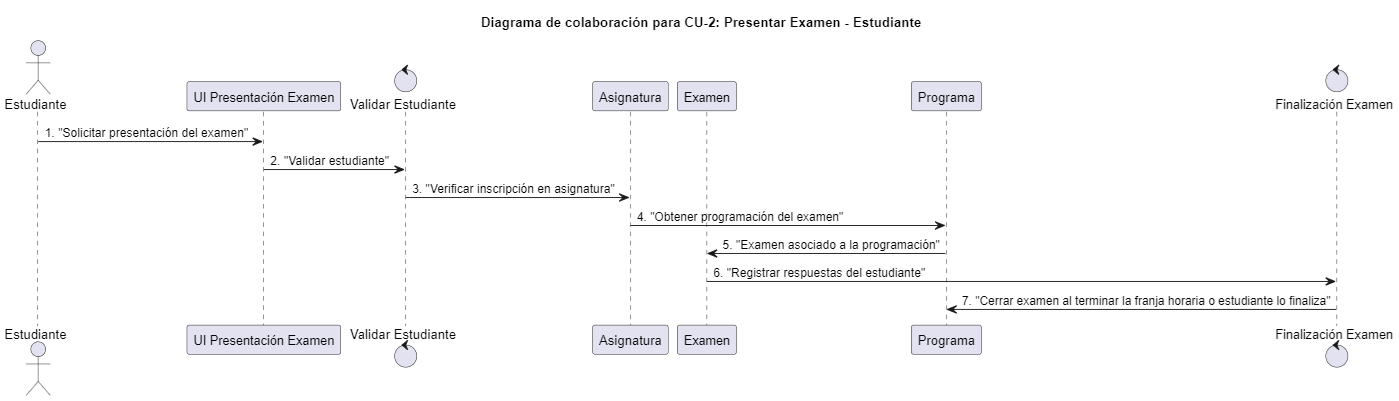 Diagrama de colaboración para CU-2: Presentar Examen - Estudiante
Estudiante
UI Presentación Examen
Validar Estudiante
Asignatura
Examen
Programa
Finalización Examen
1. "Solicitar presentación del examen"
2. "Validar estudiante"
3. "Verificar inscripción en asignatura"
4. "Obtener programación del examen"
5. "Examen asociado a la programación"
6. "Registrar respuestas del estudiante"
7. "Cerrar examen al terminar la franja horaria o estudiante lo finaliza"
Estudiante
UI Presentación Examen
Validar Estudiante
Asignatura
Examen
Programa
Finalización Examen